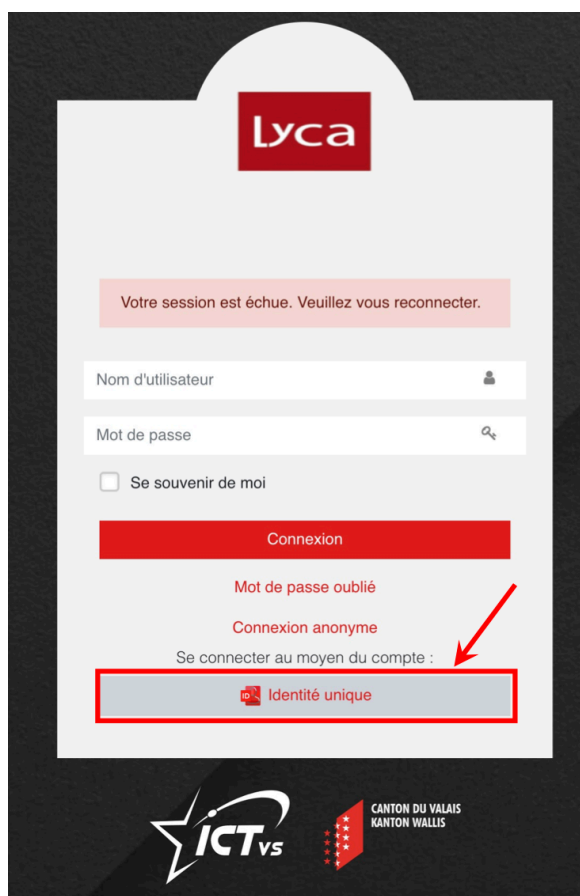 Lyca
Votre session est échue. Veuillez vous reconnecter.
Nom d'utilisateur
Mot de passe
Se souvenir de moi
Connexion
Mot de passe oublié
Connexion anonyme
Se connecter au moyen du compte :
ID Identité unique
ICTVS
CANTON DU VALAIS
KANTON WALLIS